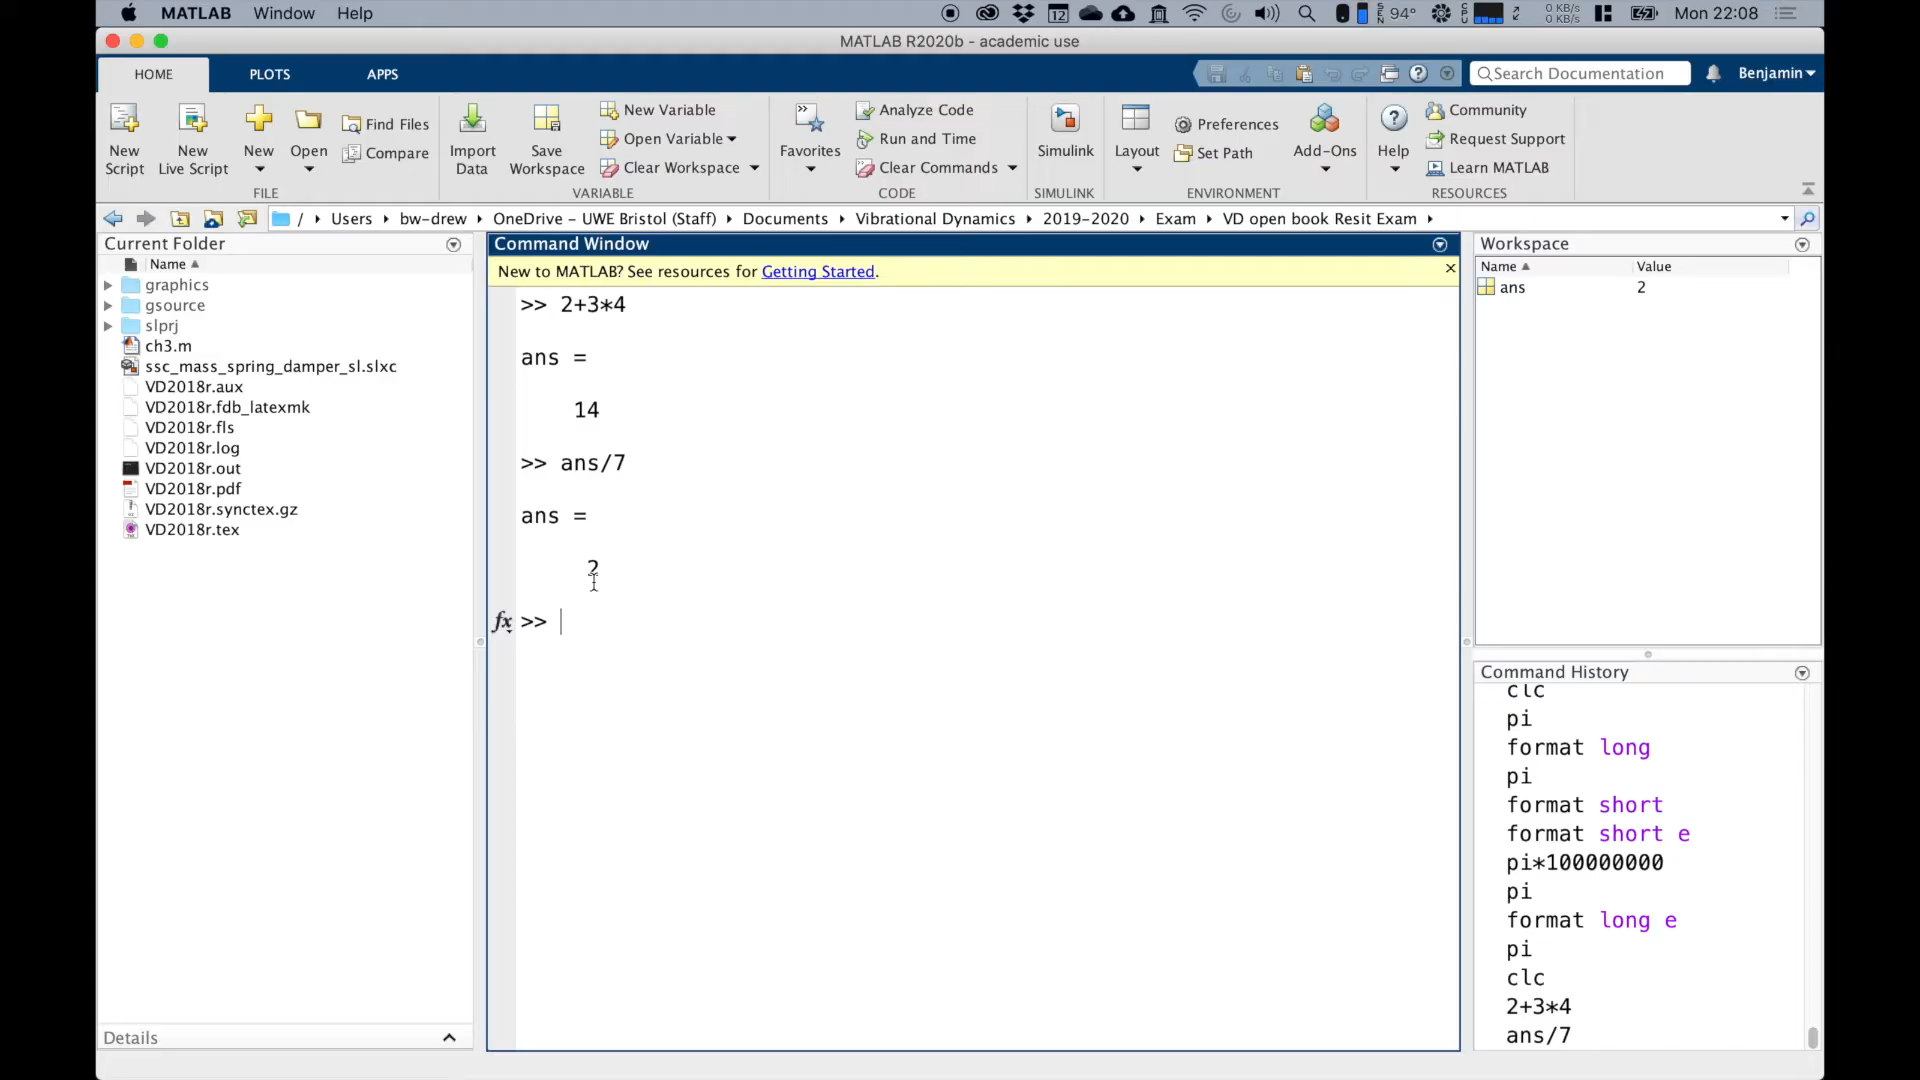 MATLAB Window Help
94° 0 KB/s 0 KB/s Mon 22:08
MATLAB R2020b - academic use
HOME PLOTS APPS
Search Documentation Benjamin
New Script
New Live Script
New
Open
Find Files
Compare
FILE
Import Data
Save Workspace
New Variable
Open Variable
Clear Workspace
VARIABLE
Favorites
Analyze Code
Run and Time
Clear Commands
CODE
Simulink
SIMULINK
Layout
Preferences
Set Path
Add-Ons
ENVIRONMENT
Help
Community
Request Support
Learn MATLAB
RESOURCES
/ Users bw-drew OneDrive - UWE Bristol (Staff) Documents Vibrational Dynamics 2019-2020 Exam VD open book Resit Exam
Current Folder
Name
graphics
gsource
slprj
ch3.m
ssc_mass_spring_damper_sl.slxc
VD2018r.aux
VD2018r.fdb_latexmk
VD2018r.fls
VD2018r.log
VD2018r.out
VD2018r.pdf
VD2018r.synctex.gz
VD2018r.tex
Details
Command Window
New to MATLAB? See resources for Getting Started.
>> 2+3*4
ans =
14
>> ans/7
ans =
2
fx >>
Workspace
Name Value
ans 2
Command History
clc
pi
format long
pi
format short
format short e
pi*100000000
pi
format long e
pi
clc
2+3*4
ans/7